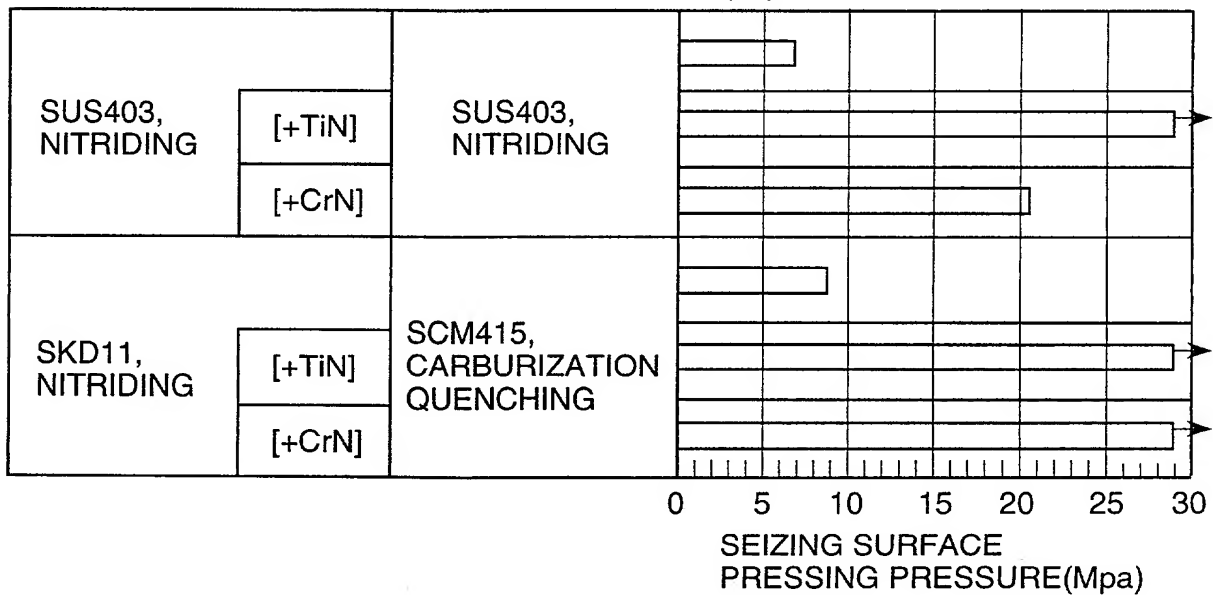 SUS403,
NITRIDING
[+TiN]
[+CrN]
SUS403,
NITRIDING
SKD11,
NITRIDING
[+TiN]
[+CrN]
SCM415,
CARBURIZATION
QUENCHING
0 5 10 15 20 25 30
SEIZING SURFACE
PRESSING PRESSURE(Mpa)